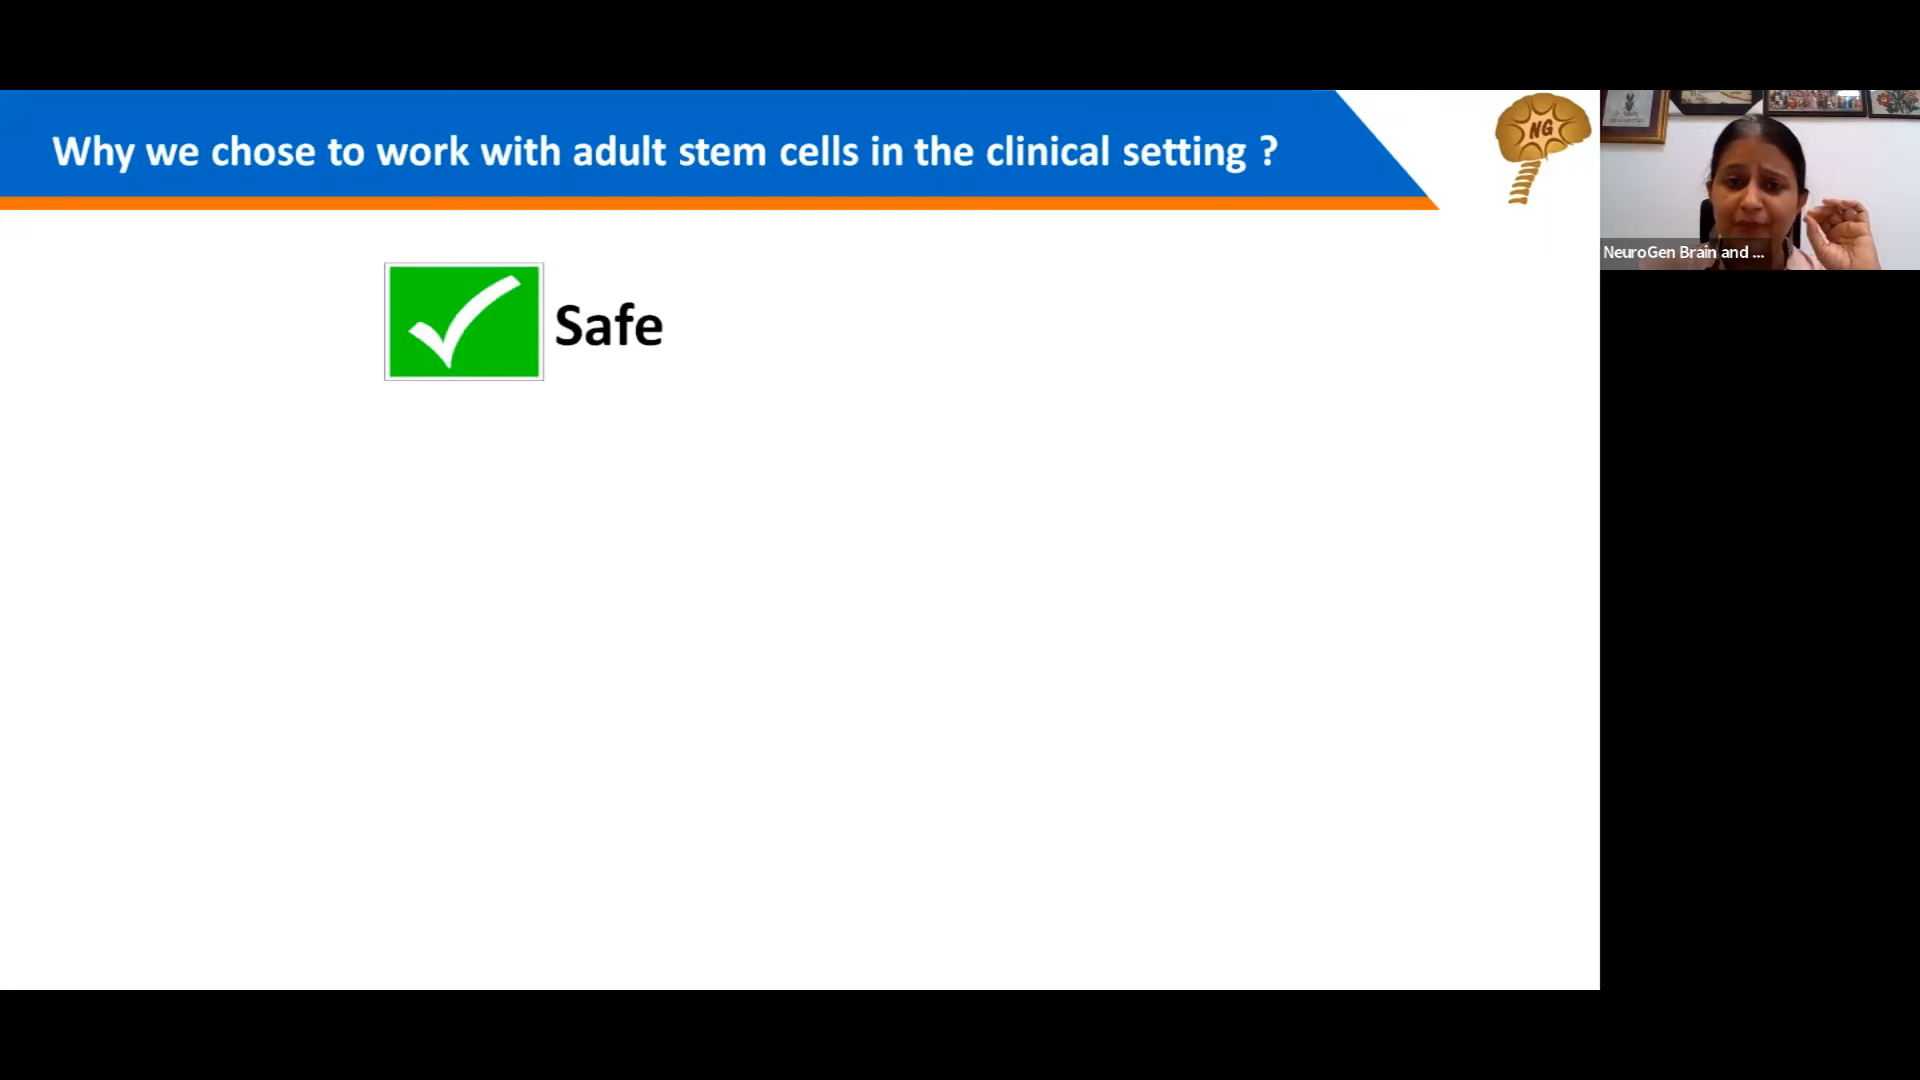 Why we chose to work with adult stem cells in the clinical setting ?
NG
NeuroGen Brain and ...
Safe